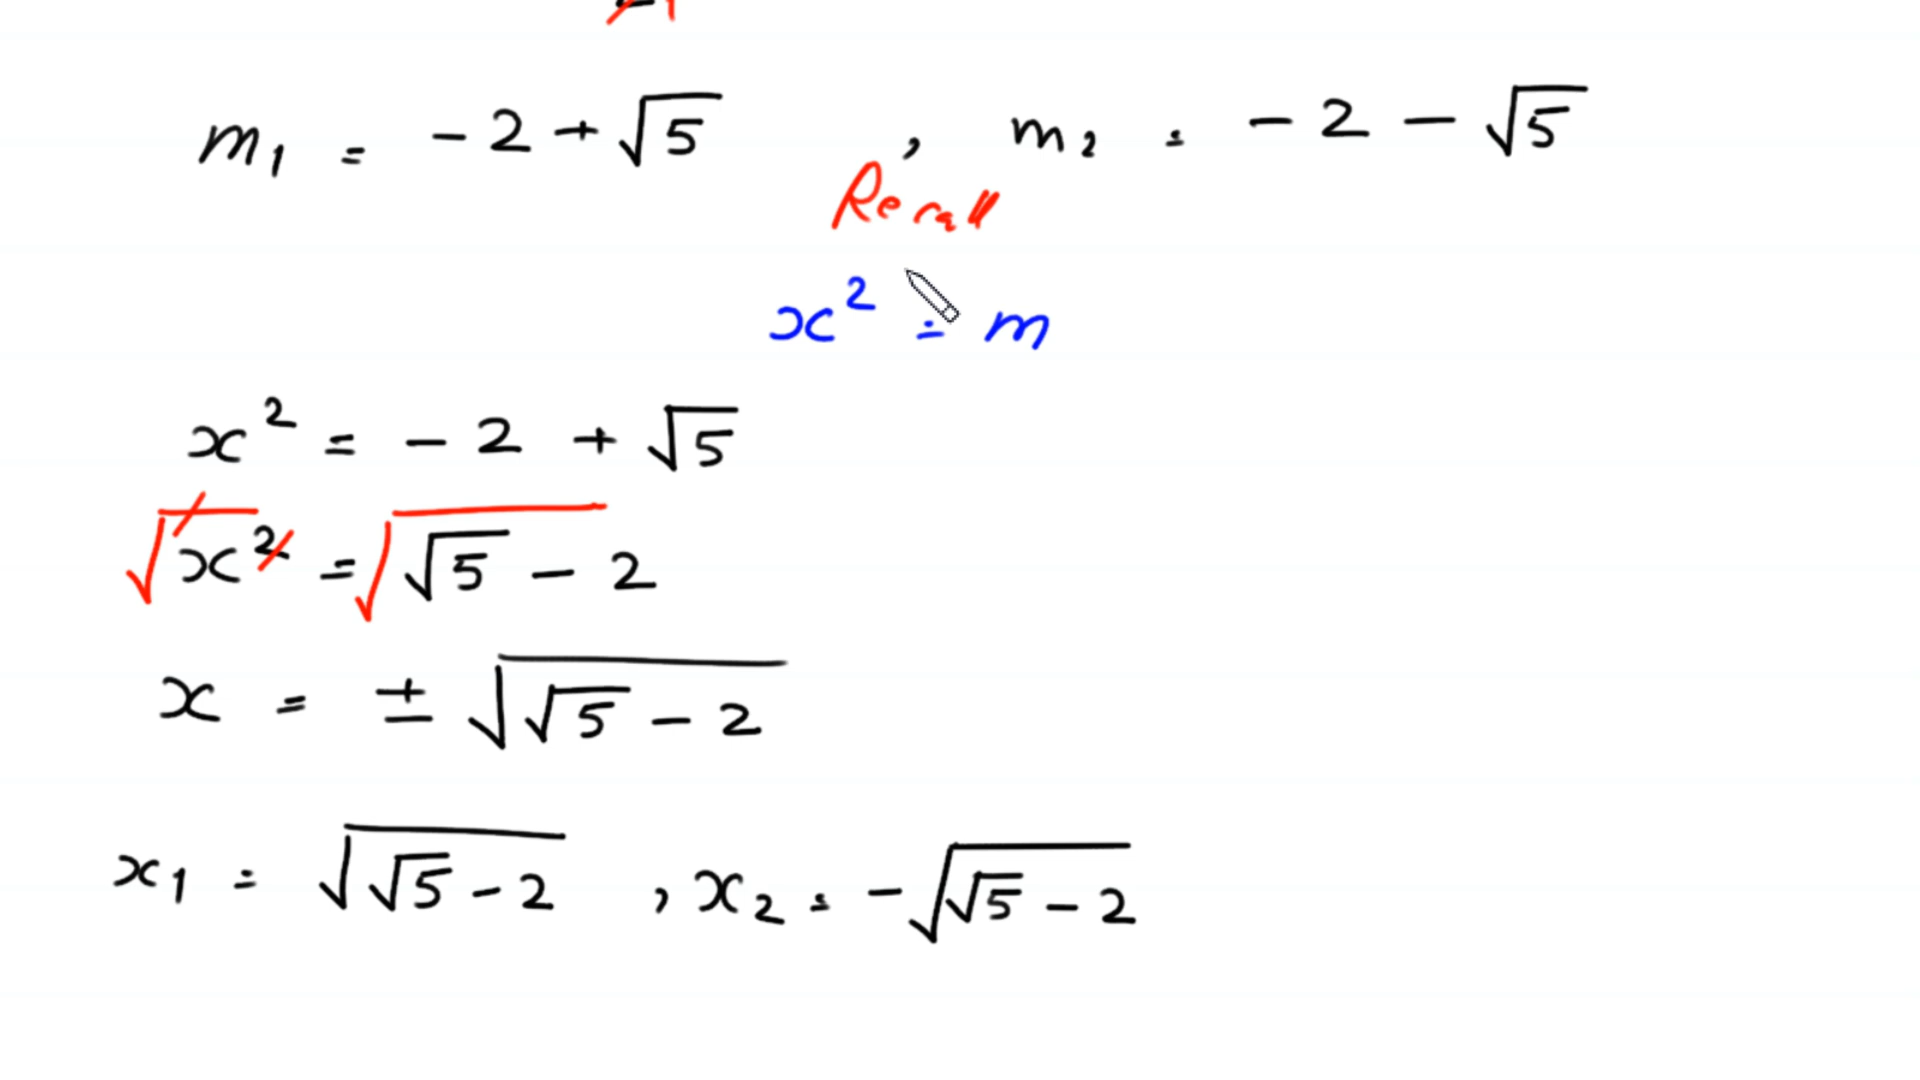 m₁ = -2 + √5 , m₂ = -2 - √5
Recall
x² = m
x² = -2 + √5
√x² = √(√5 - 2)
x = ± √(√5 - 2)
x₁ = √(√5 - 2) , x₂ = -√(√5 - 2)